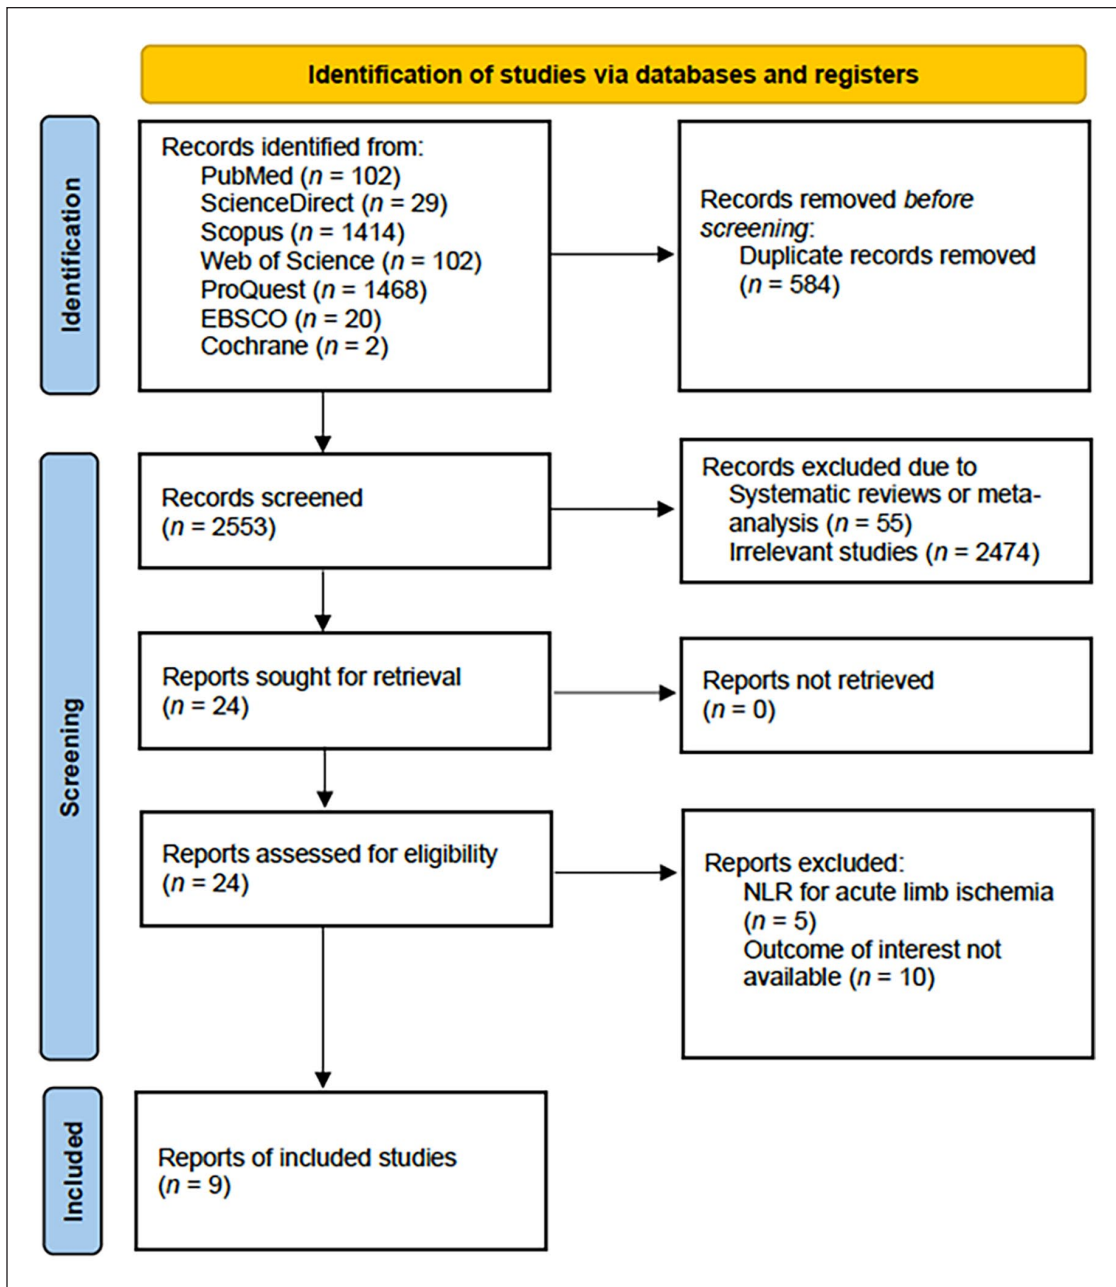 Identification of studies via databases and registers
Identification
Records identified from:
PubMed (n = 102)
ScienceDirect (n = 29)
Scopus (n = 1414)
Web of Science (n = 102)
ProQuest (n = 1468)
EBSCO (n = 20)
Cochrane (n = 2)
Records removed before
screening:
Duplicate records removed
(n = 584)
Screening
Records screened
(n = 2553)
Records excluded due to
Systematic reviews or meta-
analysis (n = 55)
Irrelevant studies (n = 2474)
Reports sought for retrieval
(n = 24)
Reports not retrieved
(n = 0)
Reports assessed for eligibility
(n = 24)
Reports excluded:
NLR for acute limb ischemia
(n = 5)
Outcome of interest not
available (n = 10)
Included
Reports of included studies
(n = 9)